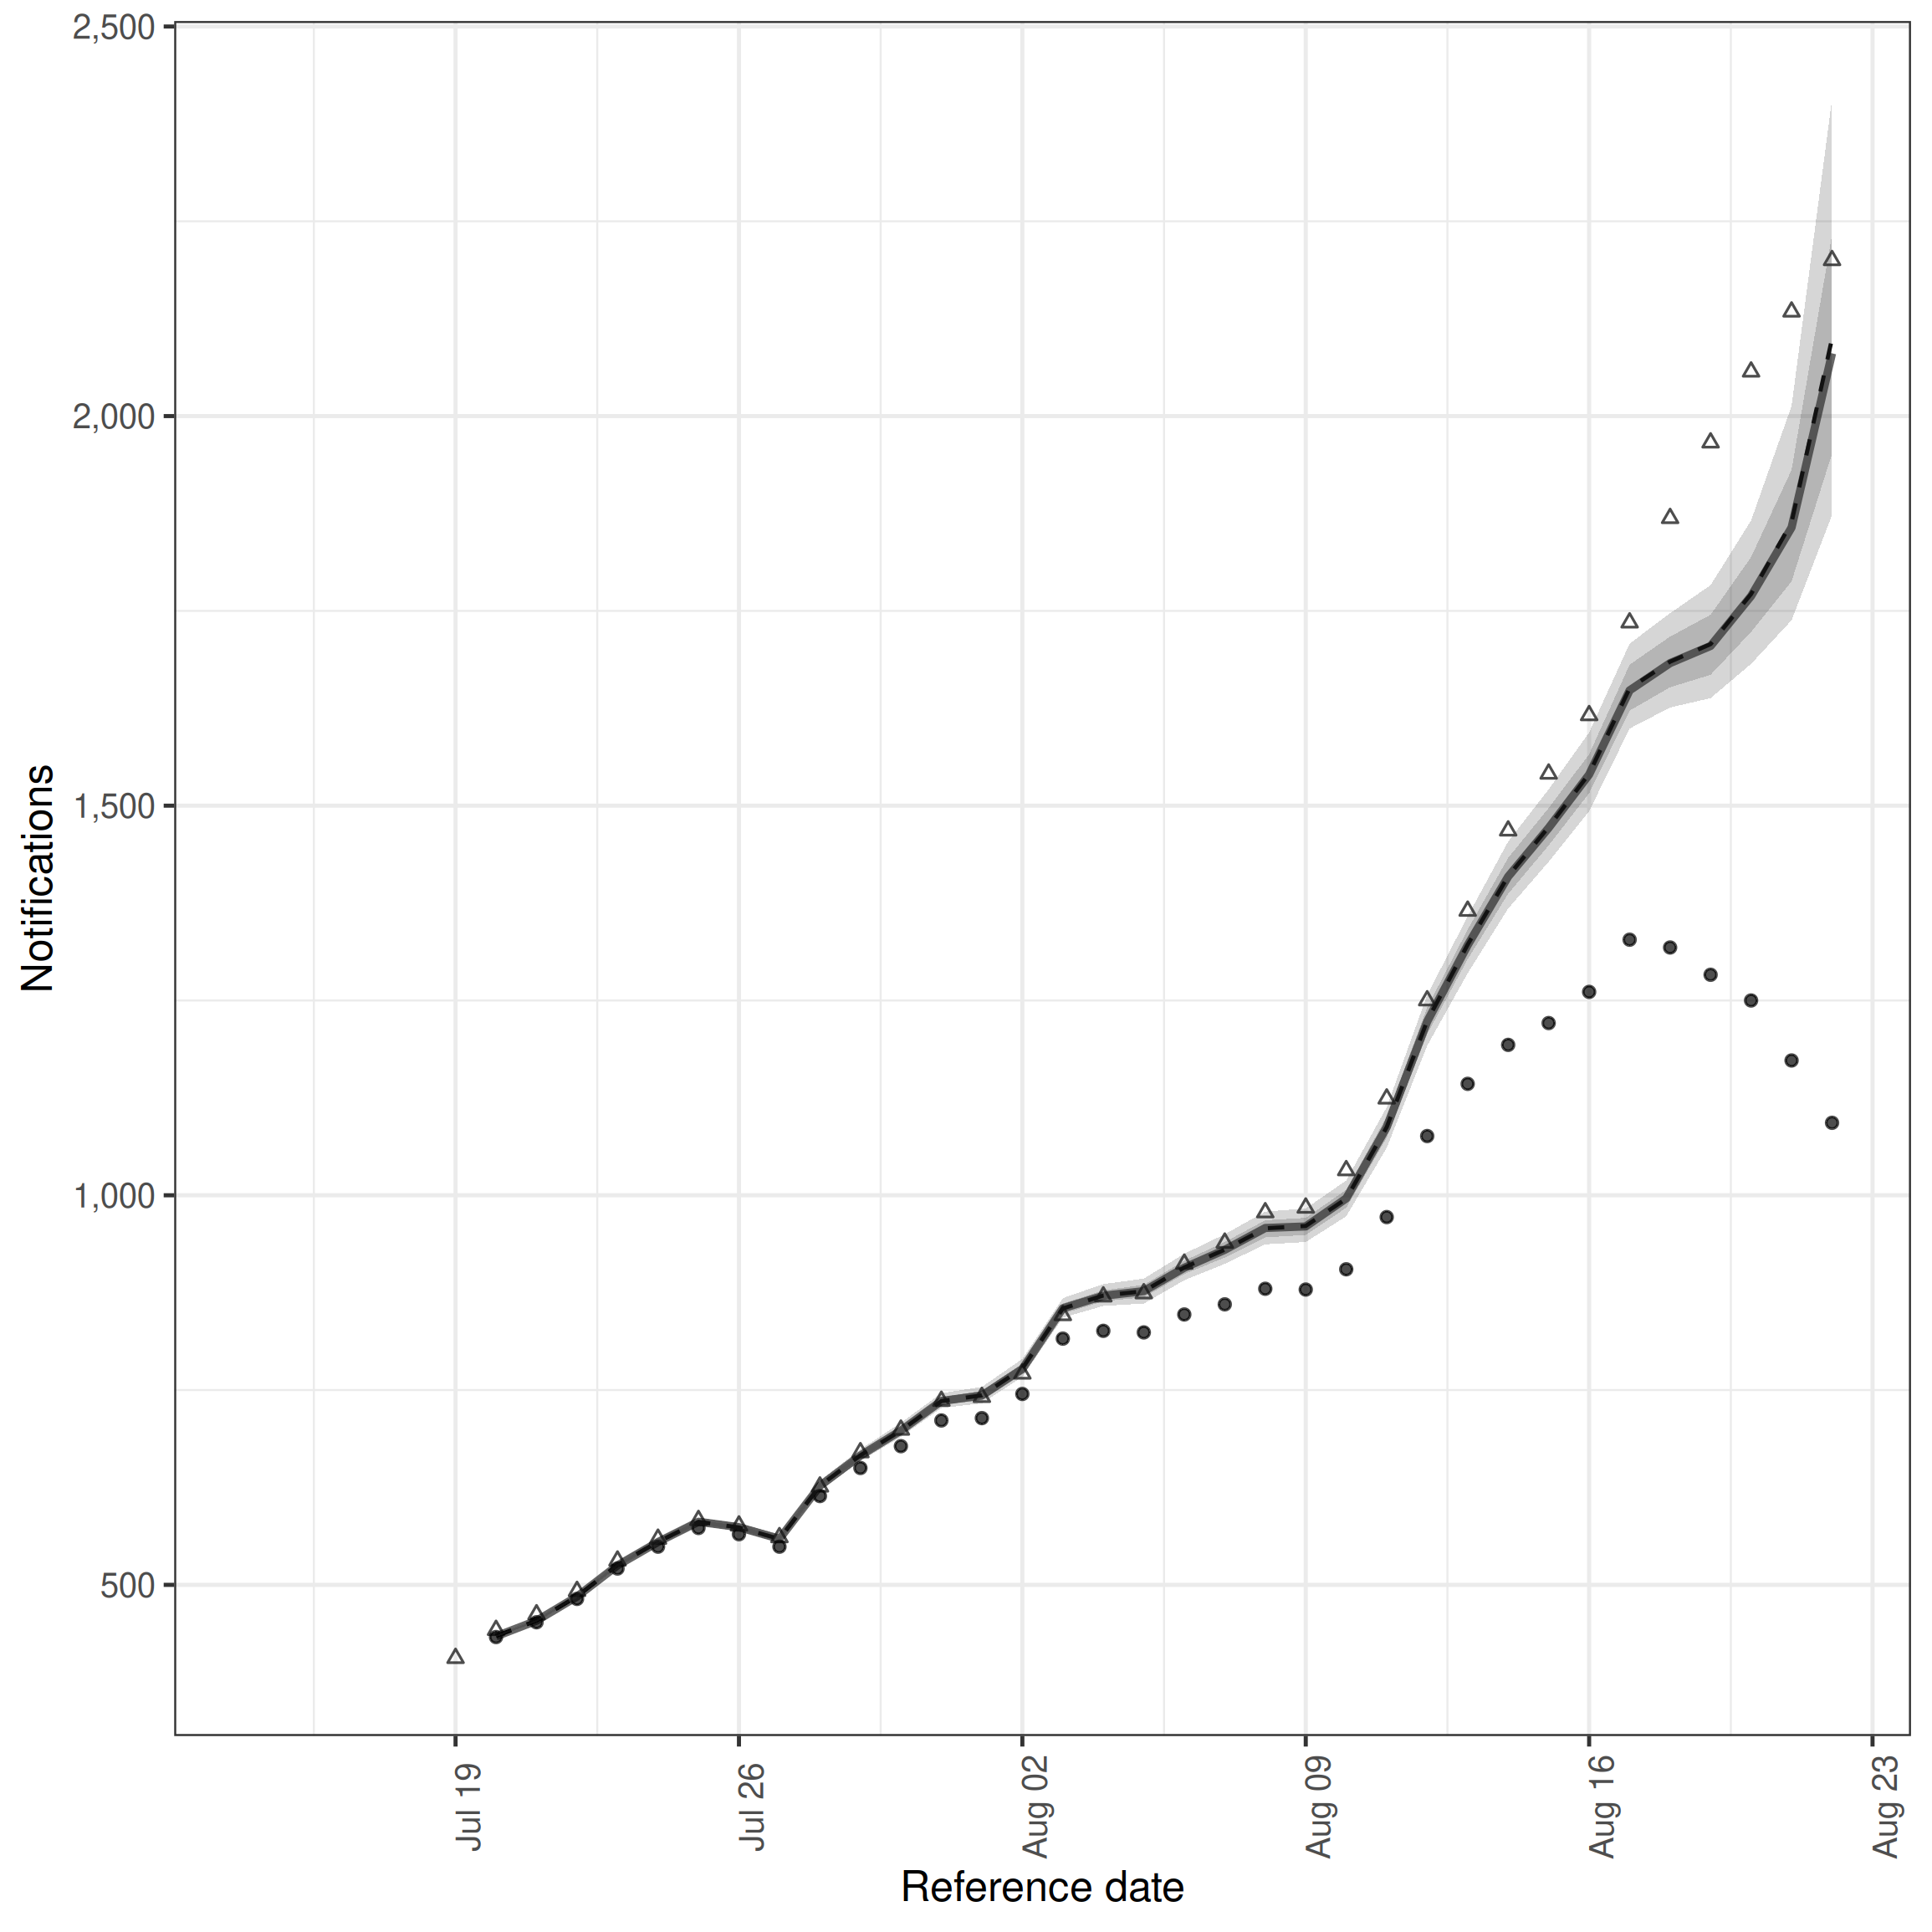 2,500
2,000
1,500
1,000
500
Notifications
Jul 19
Jul 26
Aug 02
Aug 09
Aug 16
Aug 23
Reference date